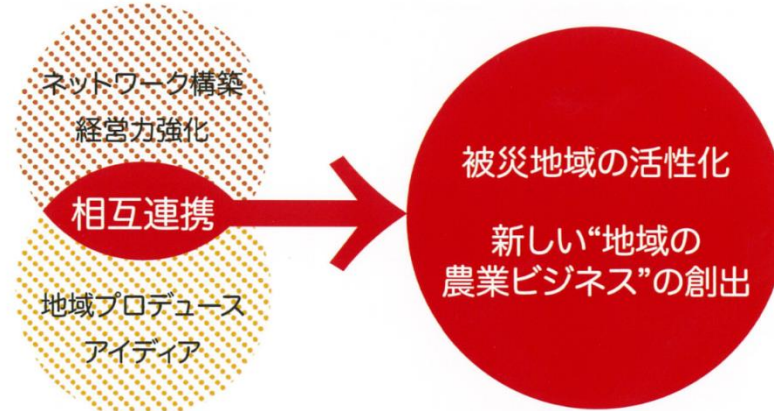 ネットワーク構築
経営力強化
相互連携
地域プロデュース
アイディア
被災地域の活性化
新しい“地域の
農業ビジネス”の創出